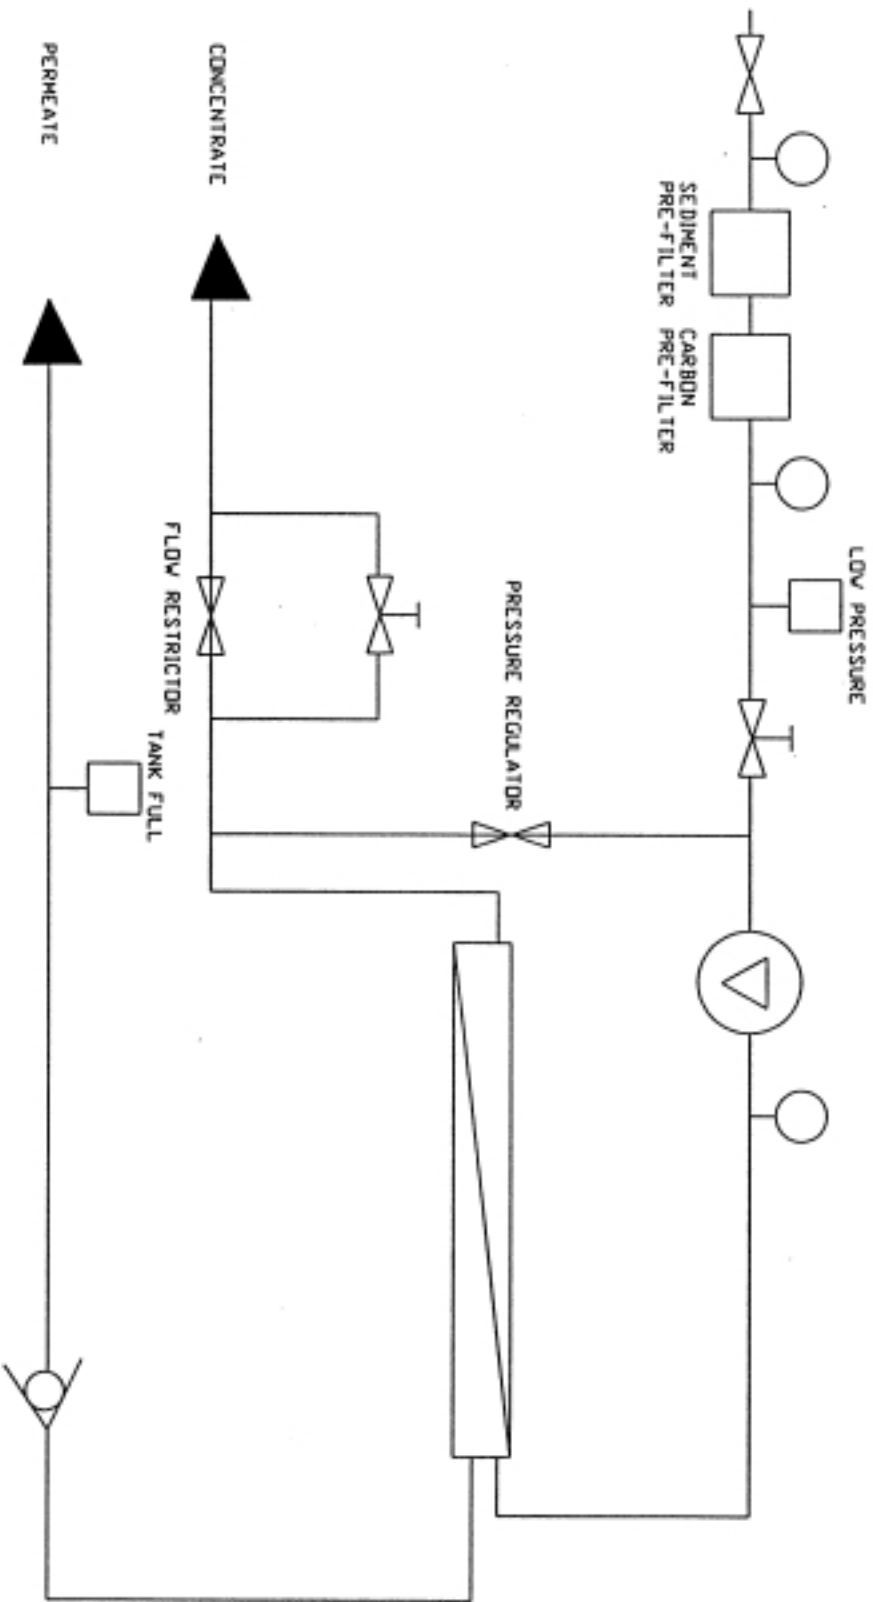 LOW PRESSURE
SEDIMENT
PRE-FILTER
CARBON
PRE-FILTER
PRESSURE REGULATOR
CONCENTRATE
FLOW RESTRICTOR
TANK FULL
PERMEATE